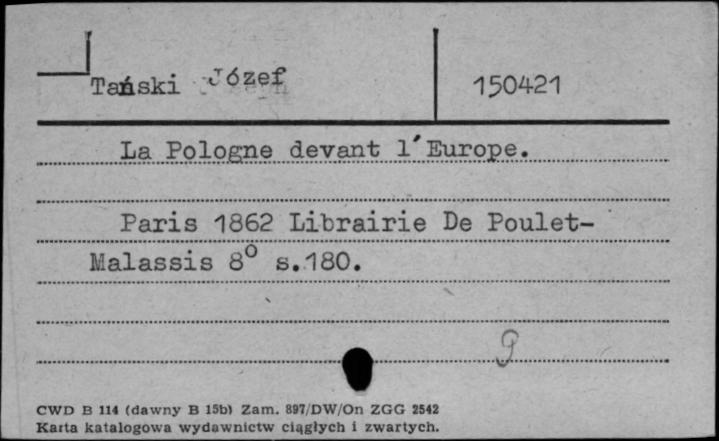 Tański Józef 150421
La Pologne devant l'Europe.
Paris 1862 Librairie De Poulet-
Malassis 8° s.180.
CWD B 114 (dawny B 15b) Zam. 897/DW/On ZGG 2542
Karta katalogowa wydawnictw ciągłych i zwartych.